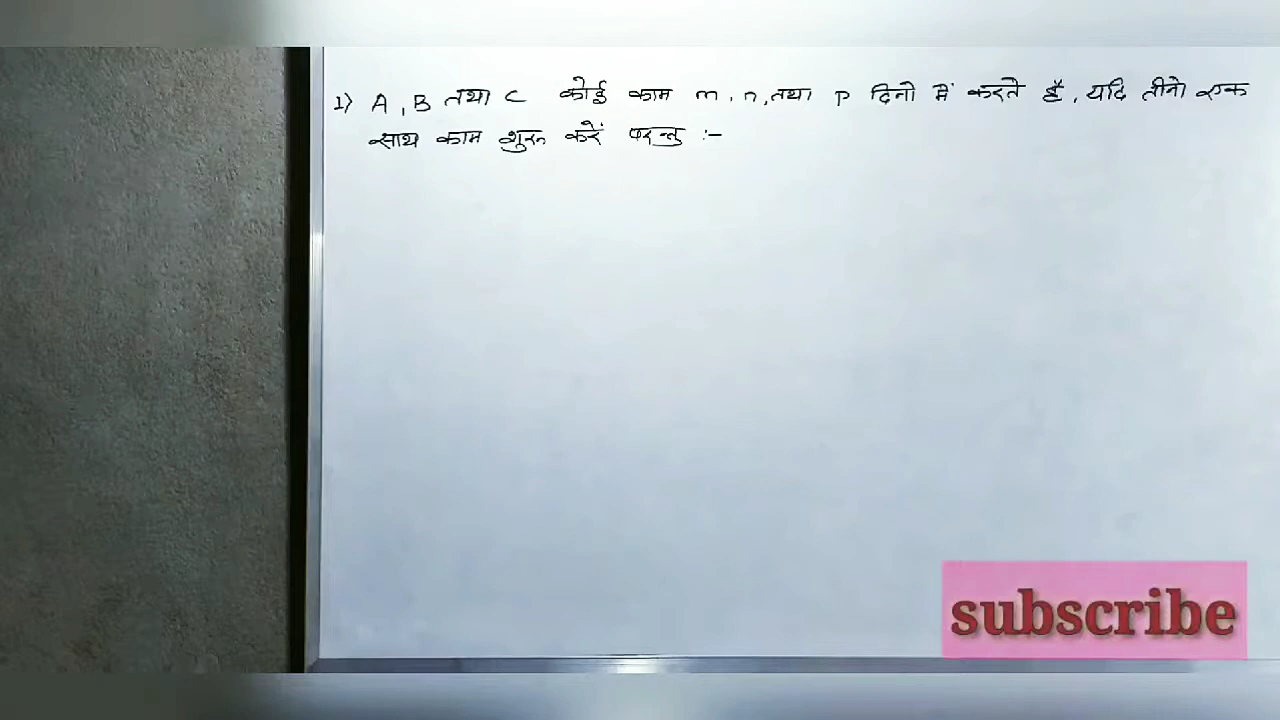 1) A, B तथा C कोई काम m, n, तथा p दिनो में करते है, यदि तीनो एक
साथ काम शुरू करें परन्तु :-
subscribe